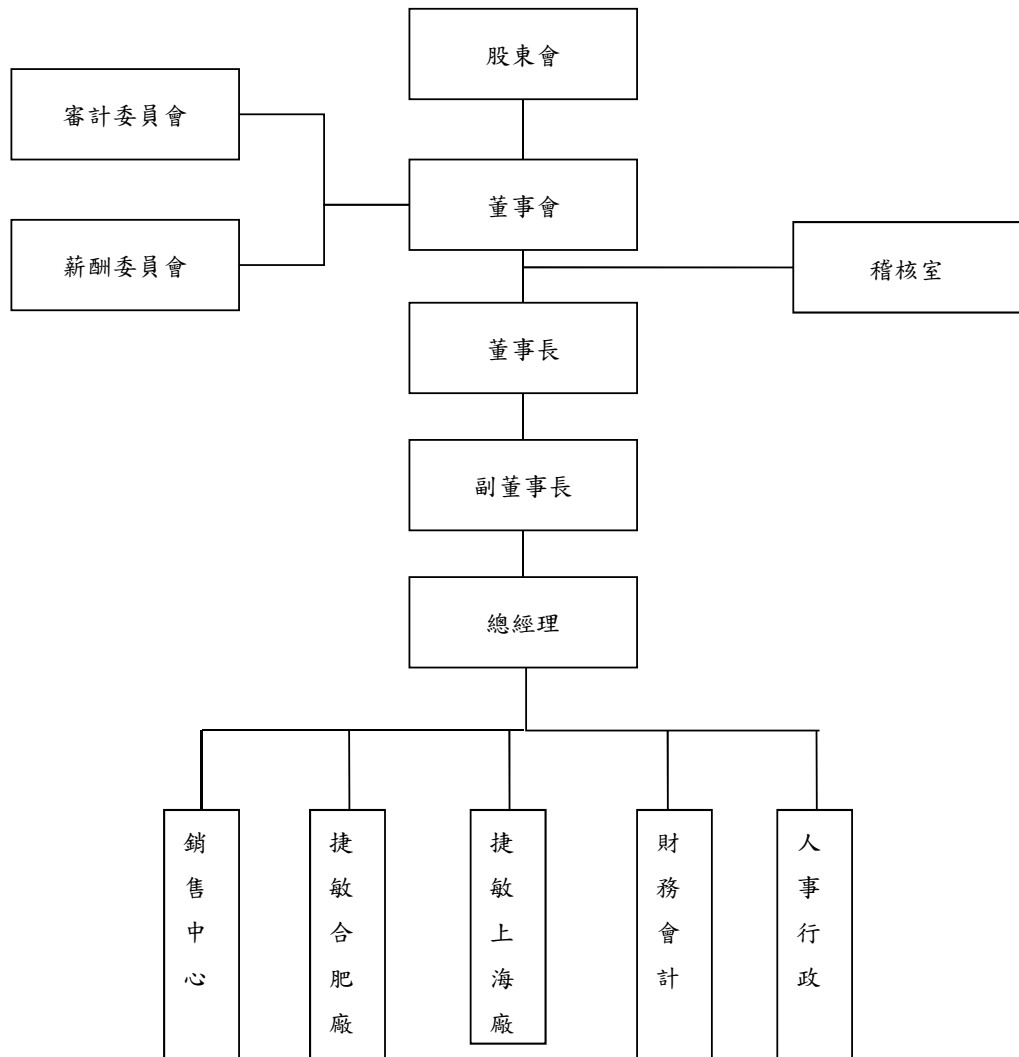 股東會
審計委員會
董事會
薪酬委員會
稽核室
董事長
副董事長
總經理
銷售中心
捷敏合肥廠
捷敏上海廠
財務會計
人事行政